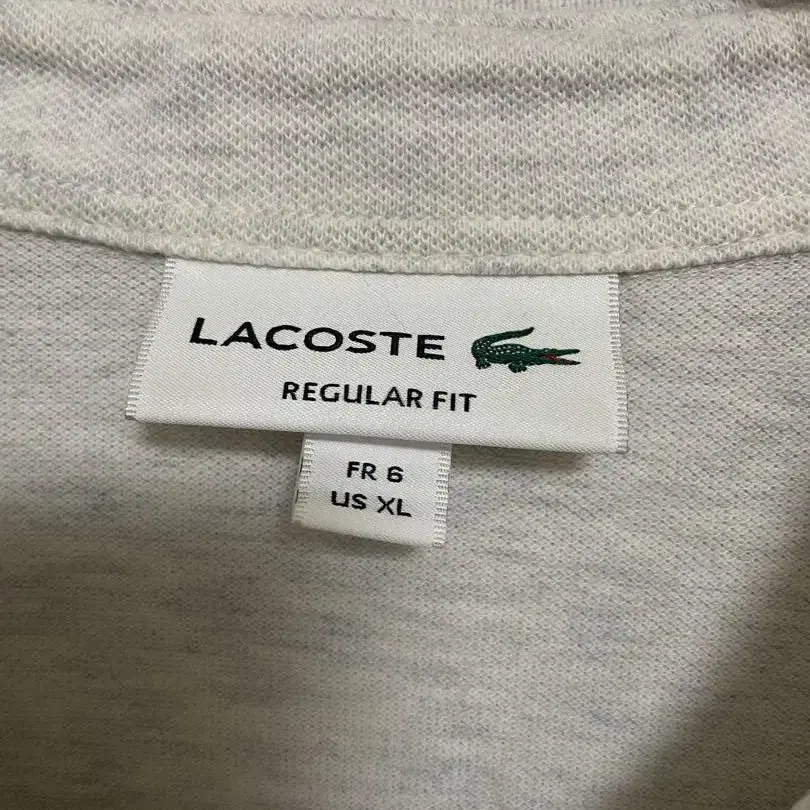 LACOSTE
REGULAR FIT
FR 6
US XL